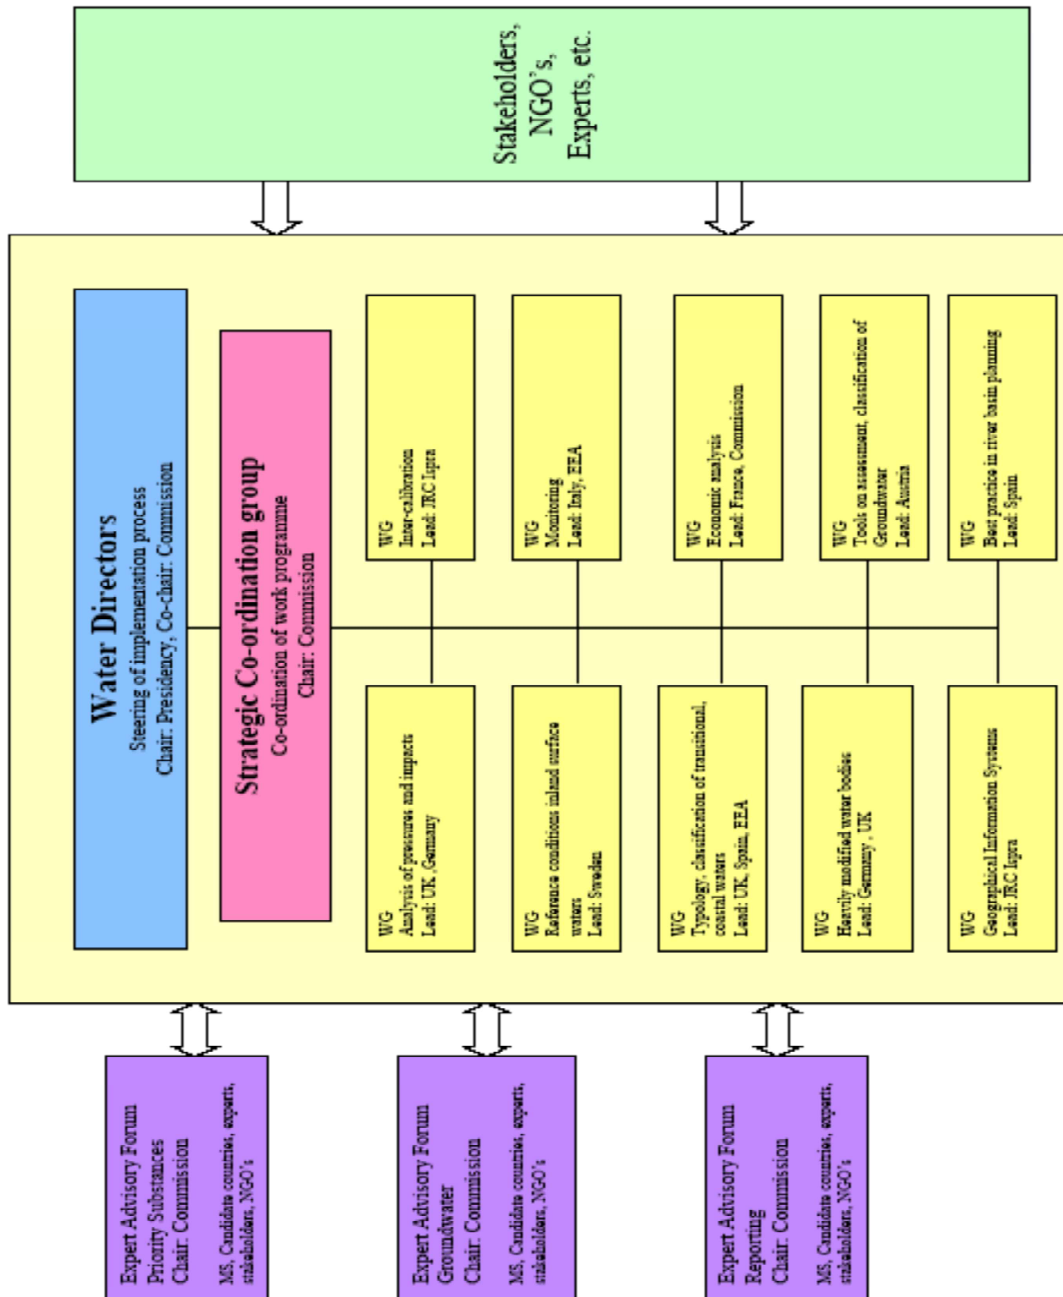 Expert Advisory Forum
Priority Substances
Chair: Commission
MS, Candidate countries, experts,
stakeholders, NGO's
Expert Advisory Forum
Groundwater
Chair: Commission
MS, Candidate countries, experts,
stakeholders, NGO's
Expert Advisory Forum
Reporting
Chair: Commission
MS, Candidate countries, experts,
stakeholders, NGO's
Water Directors
Steering of implementation process
Chair: Presidency, Co-chair: Commission
Strategic Co-ordination group
Co-ordination of work programme
Chair: Commission
WG
Analysis of pressures and impacts
Lead: UK ,Germany
WG
Reference conditions inland surface
waters
Lead: Sweden
WG
Typology, classification of transitional,
coastal waters
Lead: UK, Spain, EEA
WG
Heavily modified water bodies
Lead: Germany , UK
WG
Geographical Information Systems
Lead: JRC Ispra
WG
Inter-calibration
Lead: JRC Ispra
WG
Monitoring
Lead: Italy, EEA
WG
Economic analysis
Lead: France, Commission
WG
Tools on assessment, classification of
Groundwater
Lead: Austria
WG
Best practice in river basin planning
Lead: Spain
Stakeholders,
NGO's,
Experts, etc.